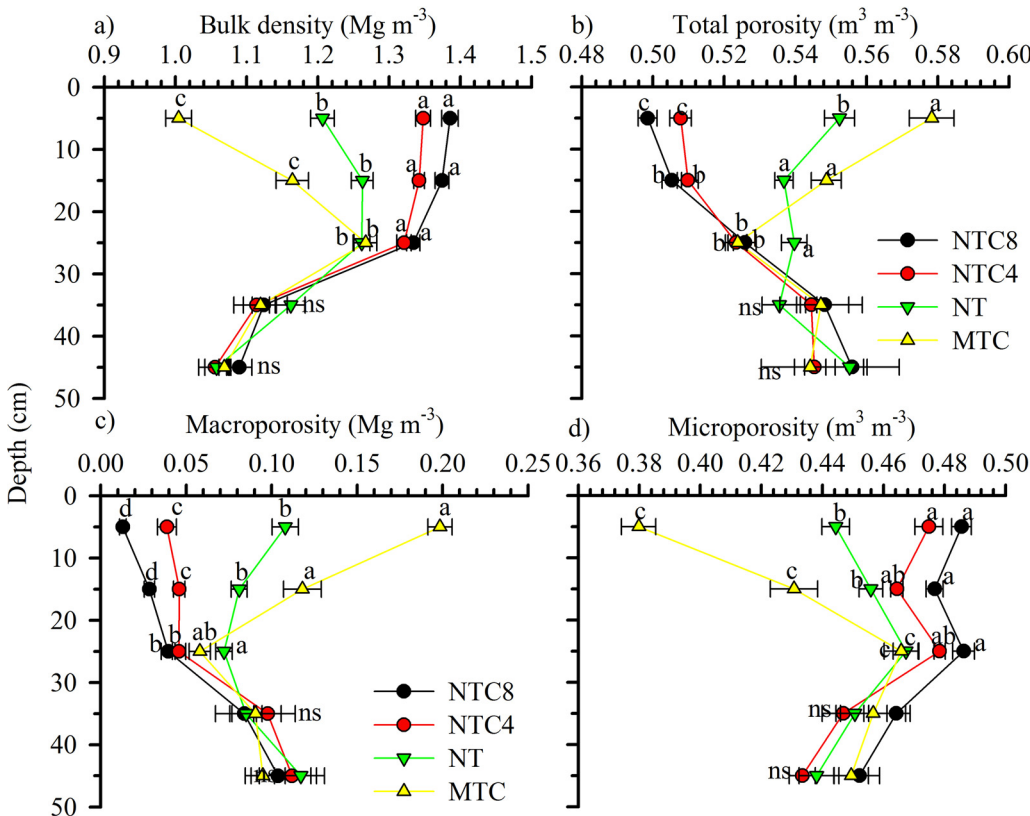 a) Bulk density (Mg m-3)
0.9 1.0 1.1 1.2 1.3 1.4 1.5
b) Total porosity (m3 m-3)
0.48 0.50 0.52 0.54 0.56 0.58 0.60
0
10
20
30
40
50
c b a a
c b a a
b b a a
ns
ns
c c b a
b b a a
b b b a
ns
ns
NTC8
NTC4
NT
MTC
Depth (cm)
c) Macroporosity (Mg m-3)
0.00 0.05 0.10 0.15 0.20 0.25
d) Microporosity (m3 m-3)
0.36 0.38 0.40 0.42 0.44 0.46 0.48 0.50
0
10
20
30
40
50
d c b a
d c b a
b b ab a
ns
ns
NTC8
NTC4
NT
MTC
c b a a
c b ab a
c c ab a
ns
ns